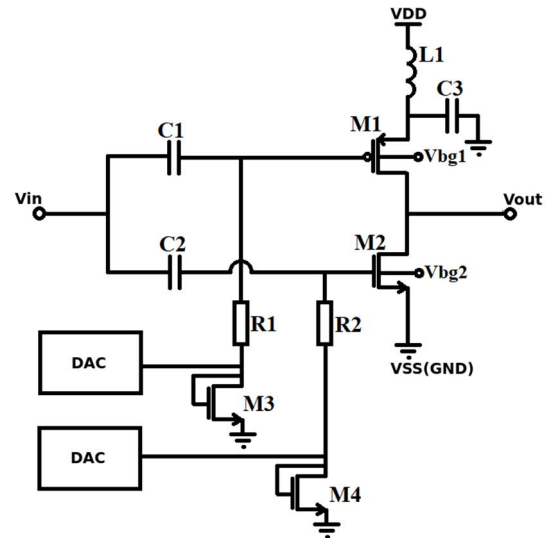 VDD
L1
C3
M1
C1
Vbg1
Vin
Vout
M2
C2
Vbg2
R1
R2
DAC
VSS(GND)
M3
DAC
M4